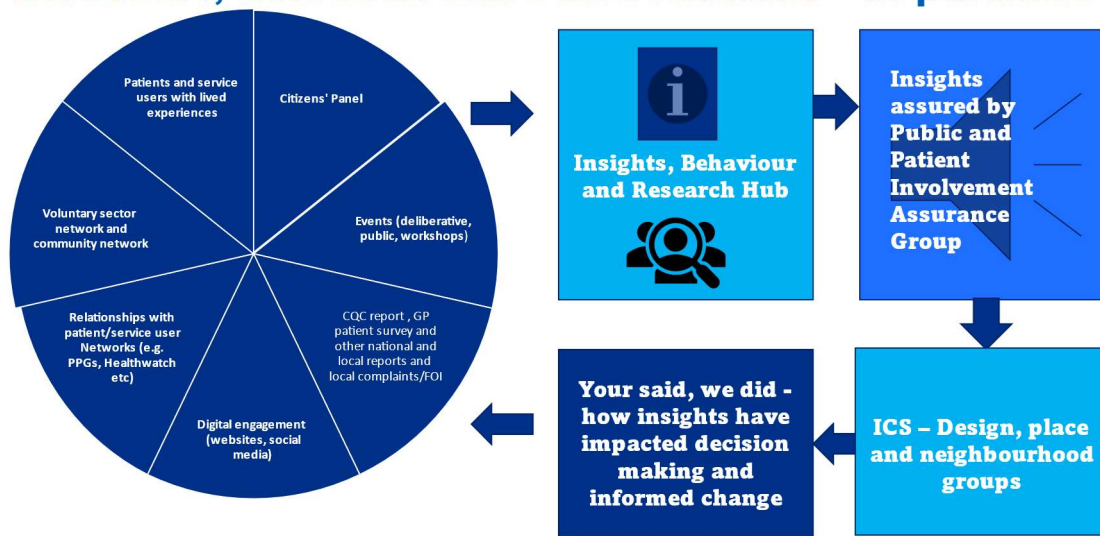 Patients and service
users with lived
experiences
Citizens' Panel
Voluntary sector
network and
community network
Events (deliberative,
public, workshops)
Relationships with
patient/service user
Networks (e.g.
PPGs, Healthwatch
etc)
CQC report , GP
patient survey and
other national and
local reports and
local complaints/FOI
Digital engagement
(websites, social
media)
i
Insights, Behaviour
and Research Hub
Insights
assured by
Public and
Patient
Involvement
Assurance
Group
Your said, we did -
how insights have
impacted decision
making and
informed change
ICS – Design, place
and neighbourhood
groups